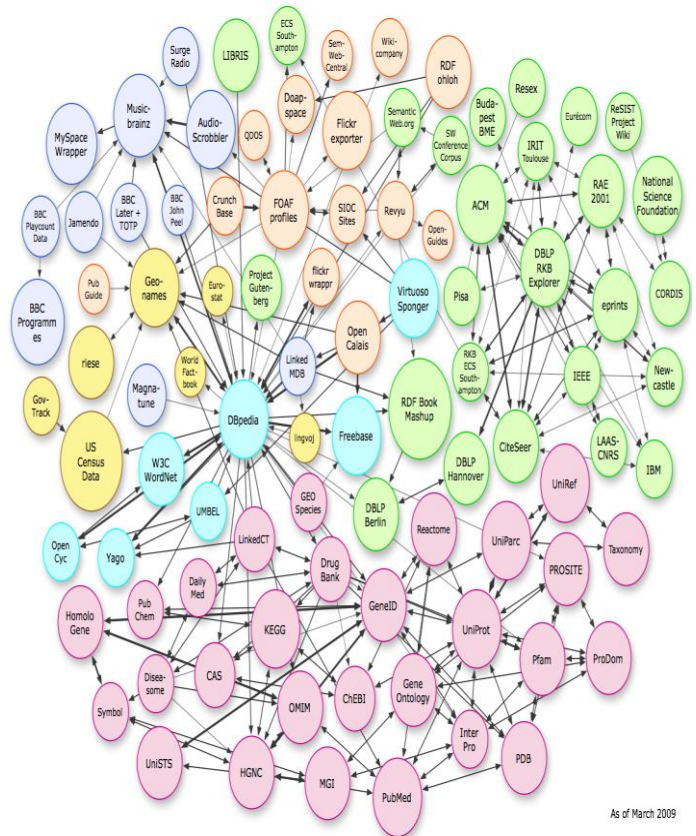 ECS
South-
ampton
Surge
Radio
LIBRIS
Sem-
Web-
Central
Wiki-
company
RDF
ohloh
Music-
brainz
Audio-
Scrobbler
Doap-
space
Flickr
exporter
Semantic
Web.org
SW
Conference
Corpus
Buda-
pest
BME
Resex
Eurécom
ReSIST
Project
Wiki
MySpace
Wrapper
QDOS
IRIT
Toulouse
RAE
2001
National
Science
Foundation
BBC
Playcount
Data
Jamendo
BBC
Later +
TOTP
BBC
John
Peel
Crunch
Base
FOAF
profiles
SIOC
Sites
Revyu
Open-
Guides
ACM
DBLP
RKB
Explorer
Pub
Guide
Geo-
names
Euro-
stat
Project
Guten-
berg
flickr
wrappr
Virtuoso
Sponger
Pisa
eprints
CORDIS
BBC
Programm
es
riese
World
Fact-
book
Linked
MDB
Open
Calais
RKB
ECS
South-
ampton
IEEE
New-
castle
Gov-
Track
Magna-
tune
DBpedia
RDF Book
Mashup
US
Census
Data
W3C
WordNet
lingvoj
Freebase
DBLP
Hannover
CiteSeer
LAAS-
CNRS
IBM
Open
Cyc
Yago
UMBEL
GEO
Species
DBLP
Berlin
Reactome
UniParc
UniRef
Taxonomy
LinkedCT
Drug
Bank
PROSITE
Homolo
Gene
Pub
Chem
Daily
Med
KEGG
GeneID
UniProt
Pfam
ProDom
Symbol
Disea-
some
CAS
OMIM
ChEBI
Gene
Ontology
Inter
Pro
PDB
UniSTS
HGNC
MGI
PubMed
As of March 2009